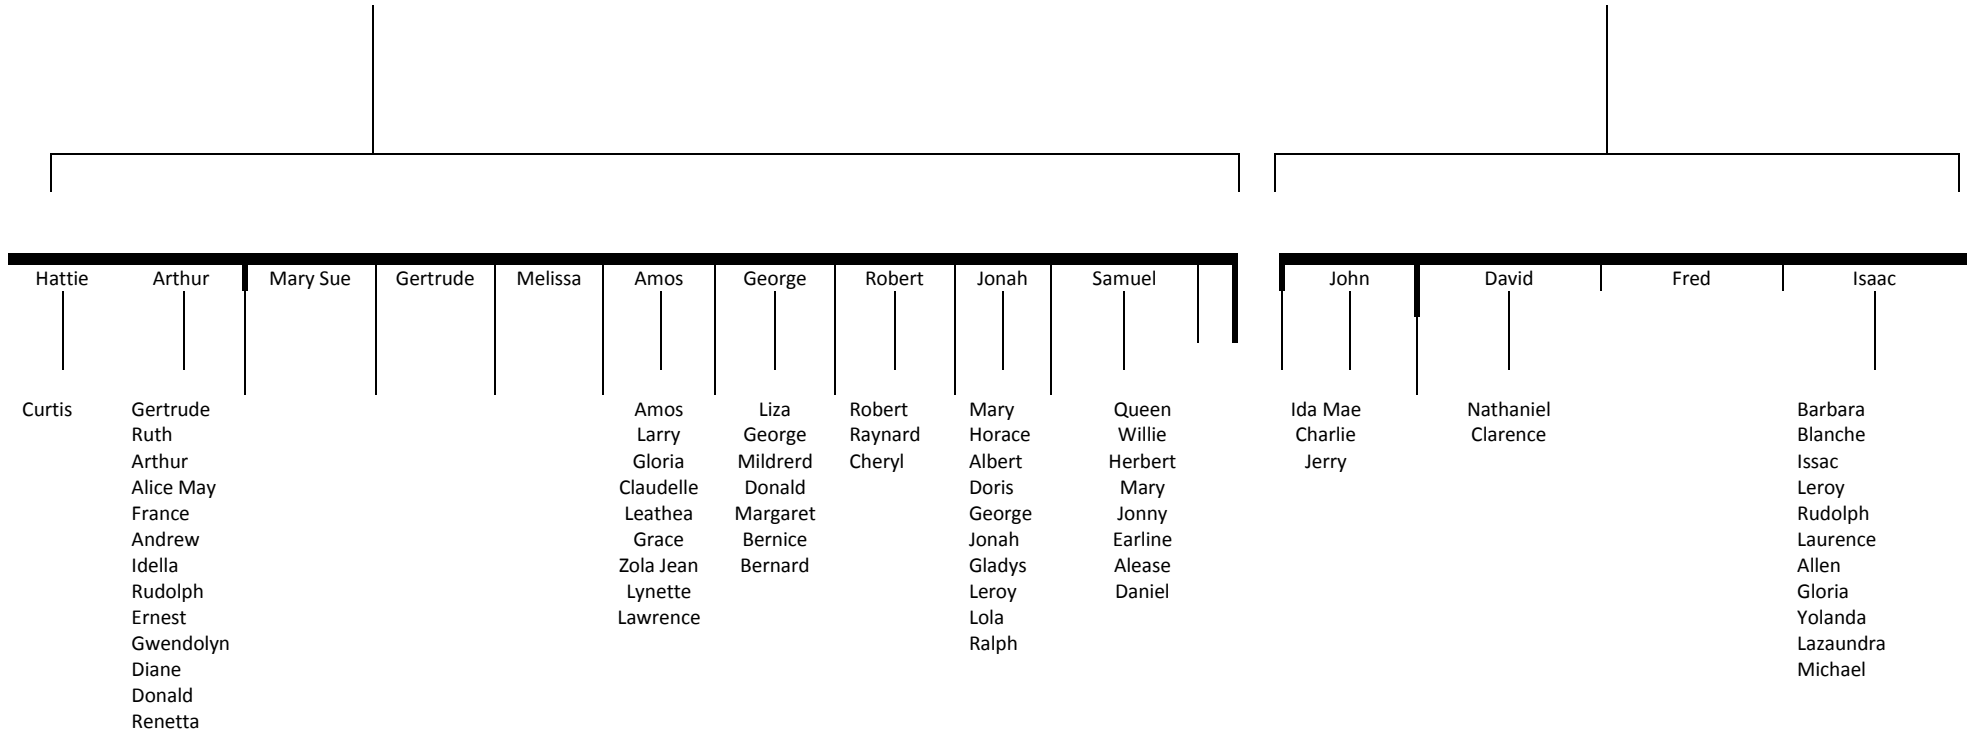 Hattie Arthur Mary Sue Gertrude Melissa Amos George Robert Jonah Samuel John David Fred Isaac
Curtis Gertrude Amos Liza Robert Mary Queen Ida Mae Nathaniel Barbara
Ruth Larry George Raynard Horace Willie Charlie Clarence Blanche
Arthur Gloria Mildrerd Cheryl Albert Herbert Jerry Issac
Alice May Claudelle Donald Doris Mary Leroy
France Leathea Margaret George Jonny Rudolph
Andrew Grace Bernice Jonah Earline Laurence
Idella Zola Jean Bernard Gladys Alease Allen
Rudolph Lynette Leroy Daniel Gloria
Ernest Lawrence Lola Yolanda
Gwendolyn Ralph Lazaundra
Diane Michael
Donald
Renetta